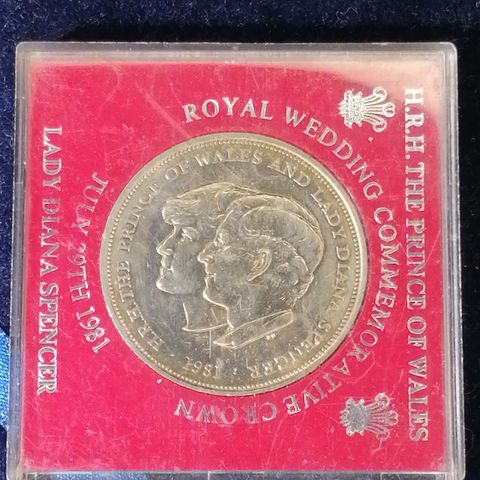 H.R.H. THE PRINCE OF WALES
ROYAL WEDDING COMMEMORATIVE CROWN
H.R.H. THE PRINCE OF WALES AND LADY DIANA SPENCER
1981
JULY 29TH 1981
LADY DIANA SPENCER